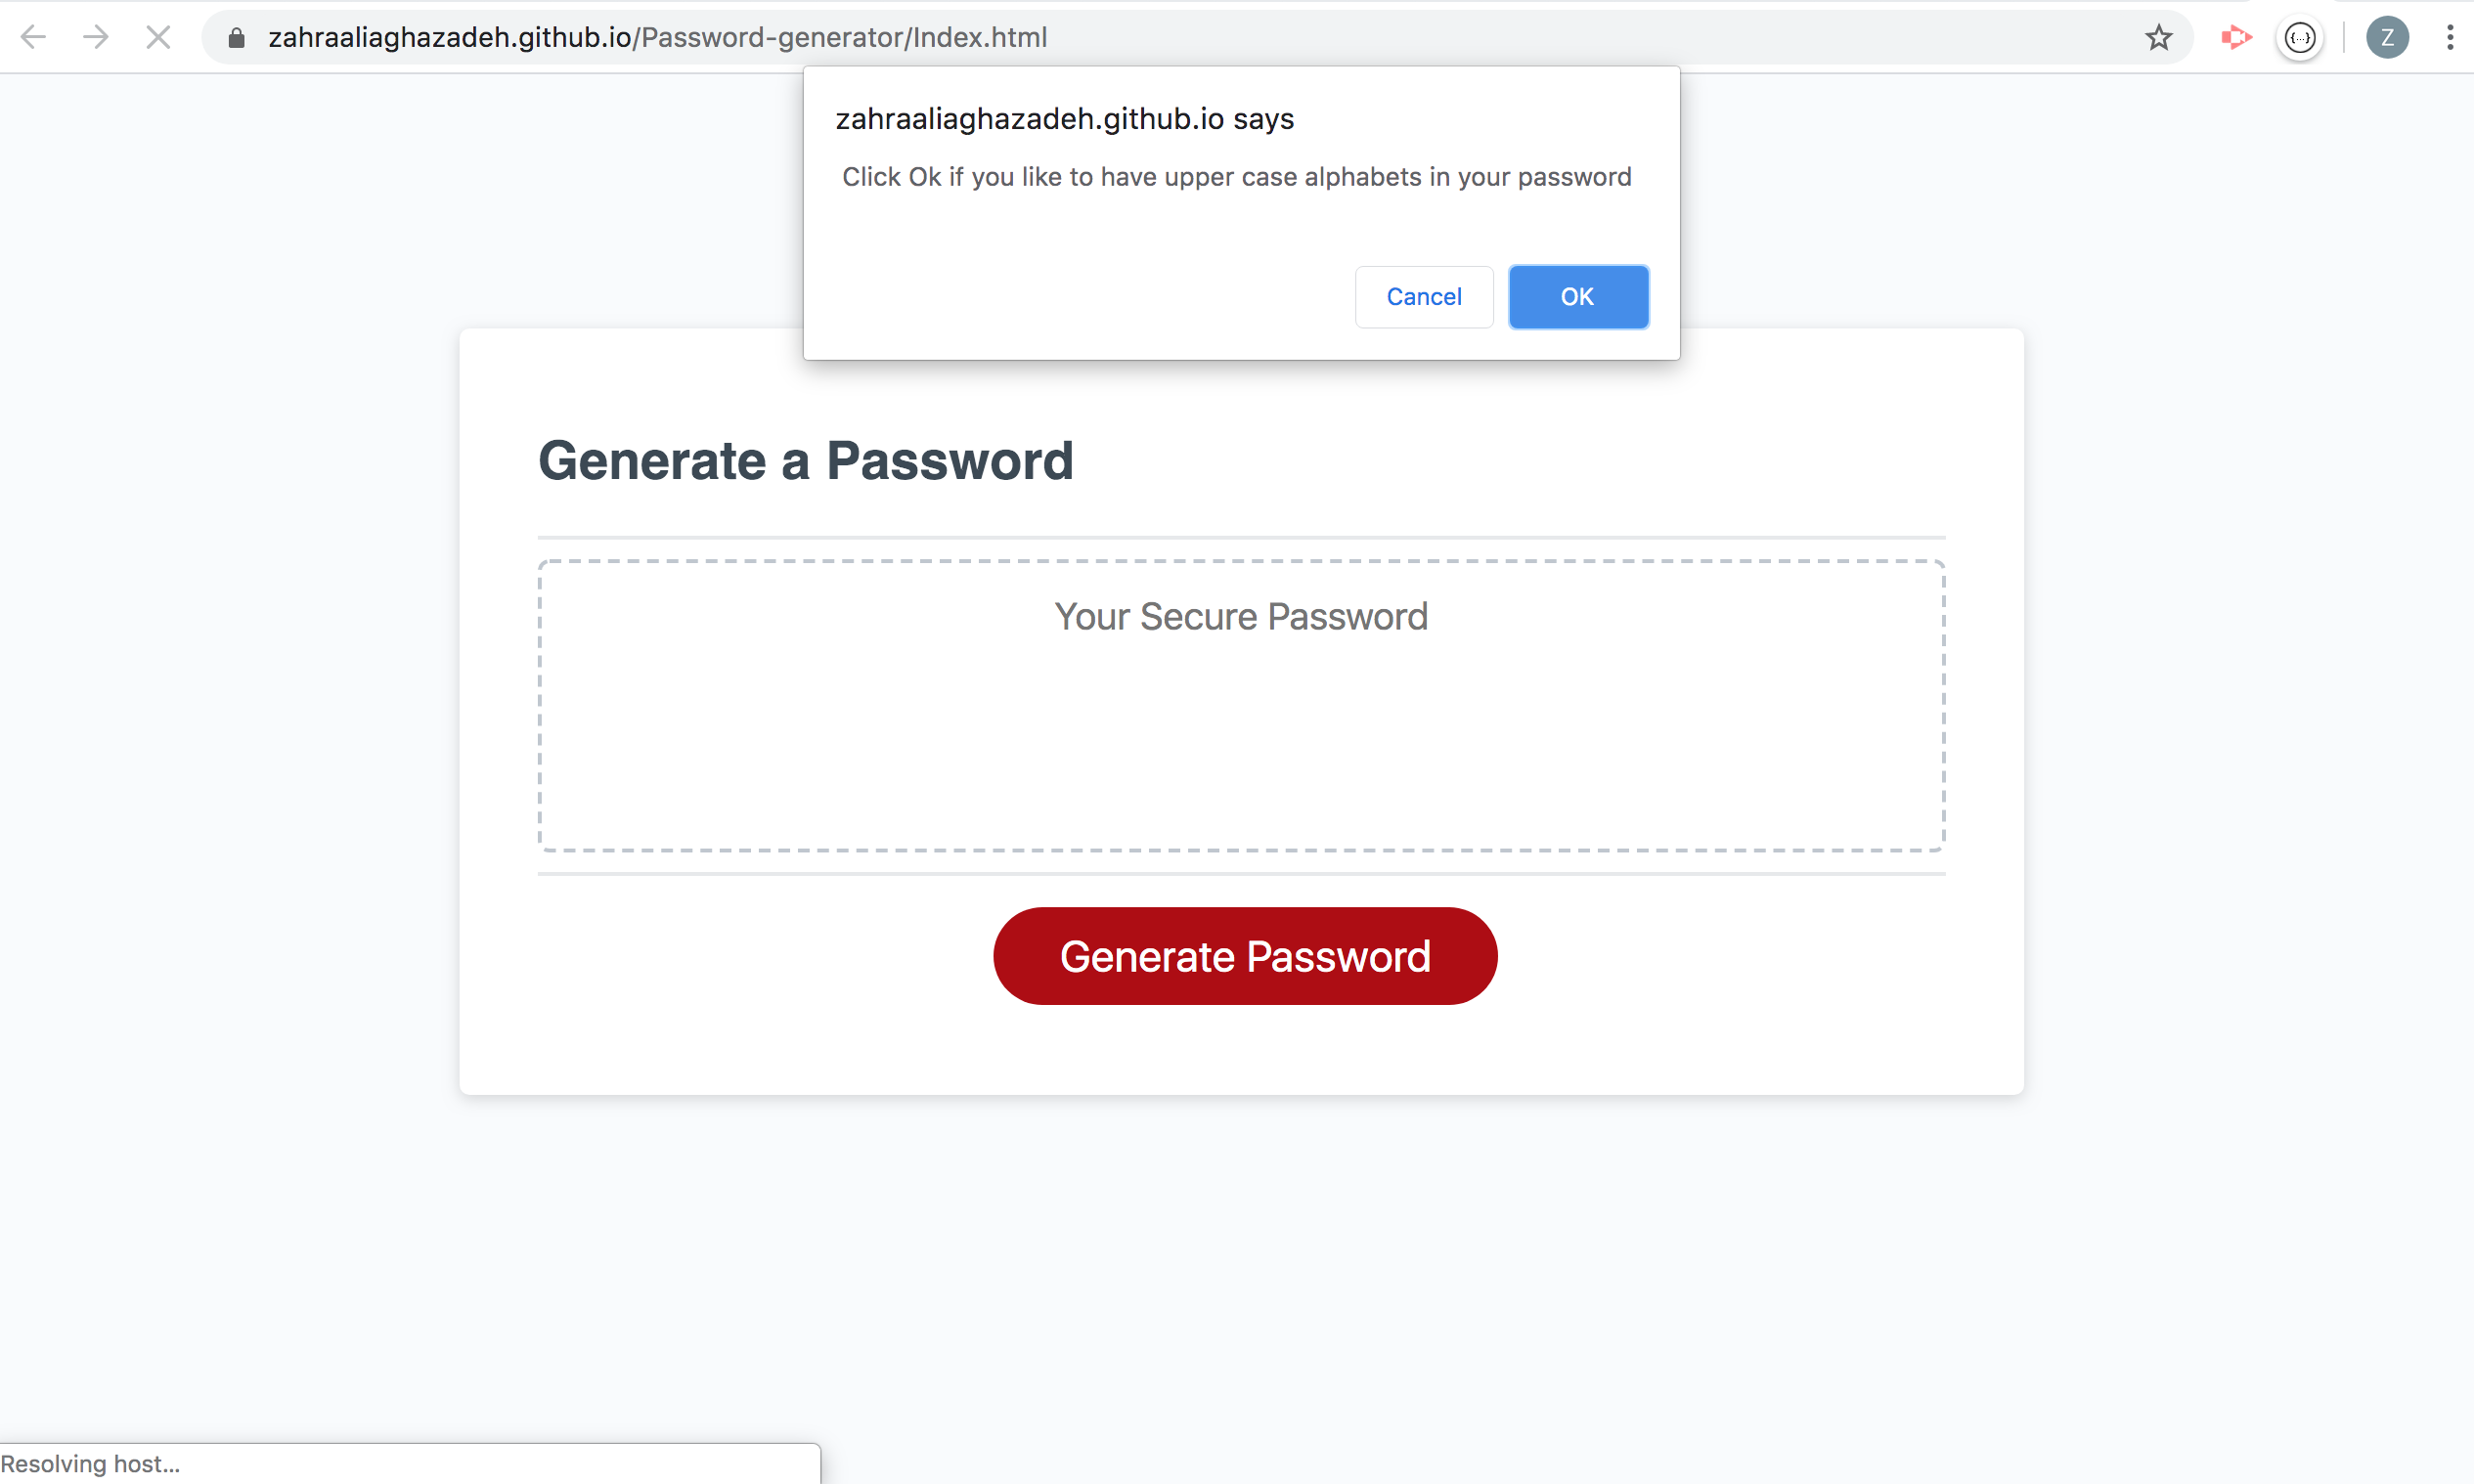 zahraaliaghazadeh.github.io/Password-generator/Index.html
{...}
Z
zahraaliaghazadeh.github.io says
Click Ok if you like to have upper case alphabets in your password
Cancel
OK
Generate a Password
Your Secure Password
Generate Password
Resolving host...